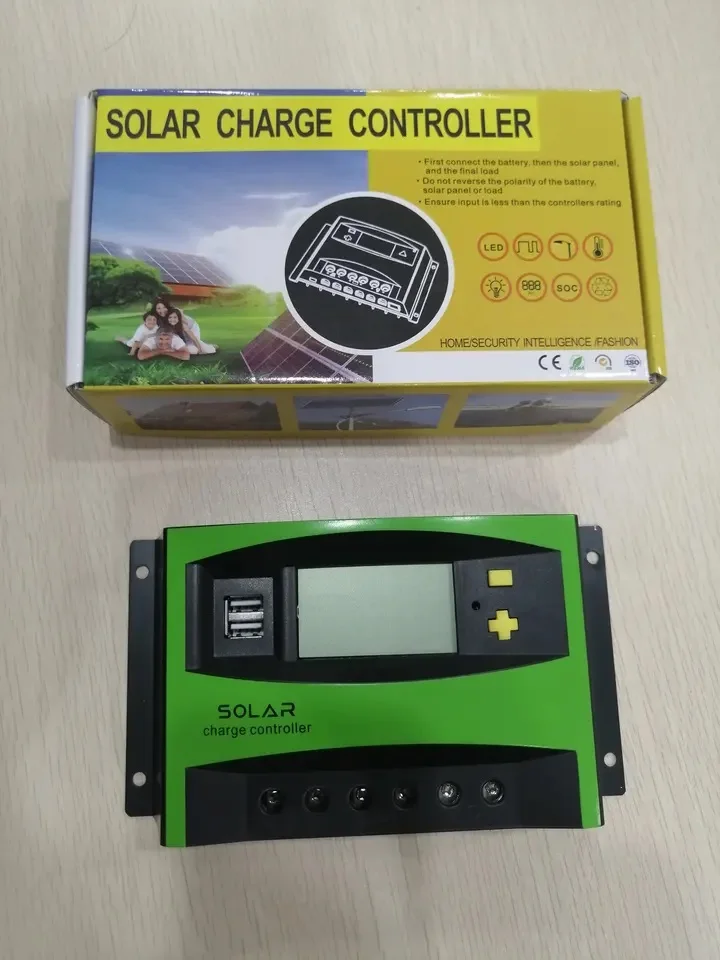 SOLAR CHARGE CONTROLLER
· First connect the battery, then the solar panel,
and the final load
· Do not reverse the polarity of the battery,
solar panel or load
· Ensure input is less than the controllers rating
LED
888
SOC
HOME/SECURITY INTELLIGENCE /FASHION
CE
ISO
SOLAR
charge controller